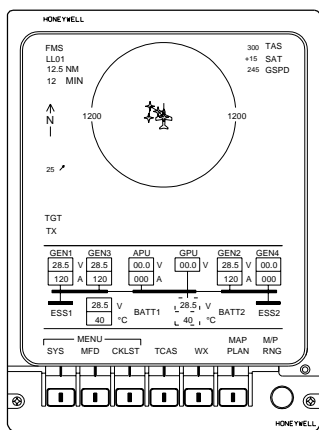 HONEYWELL
FMS
LL01
12.5 NM
12 MIN
300 TAS
+15 SAT
245 GSPD
1200 1200
N
25
TGT
TX
GEN1 GEN3 APU GPU GEN2 GEN4
28.5 V 28.5 V 00.0 V 00.0 V 28.5 V 00.0 V
120 A 120 A 000 A 120 A 000 A
ESS1 28.5 V BATT1 28.5 V BATT2 ESS2
40 °C 40 °C
MENU MAP M/P
SYS MFD CKLST TCAS WX PLAN RNG
HONEYWELL